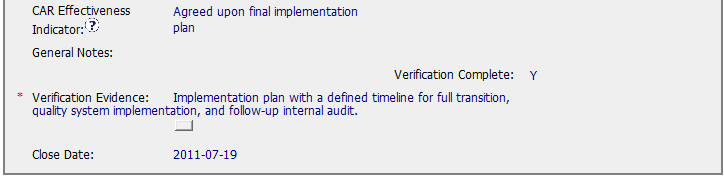 CAR Effectiveness Agreed upon final implementation
Indicator: ? plan
General Notes:
Verification Complete: Y
* Verification Evidence: Implementation plan with a defined timeline for full transition,
quality system implementation, and follow-up internal audit.
Close Date: 2011-07-19